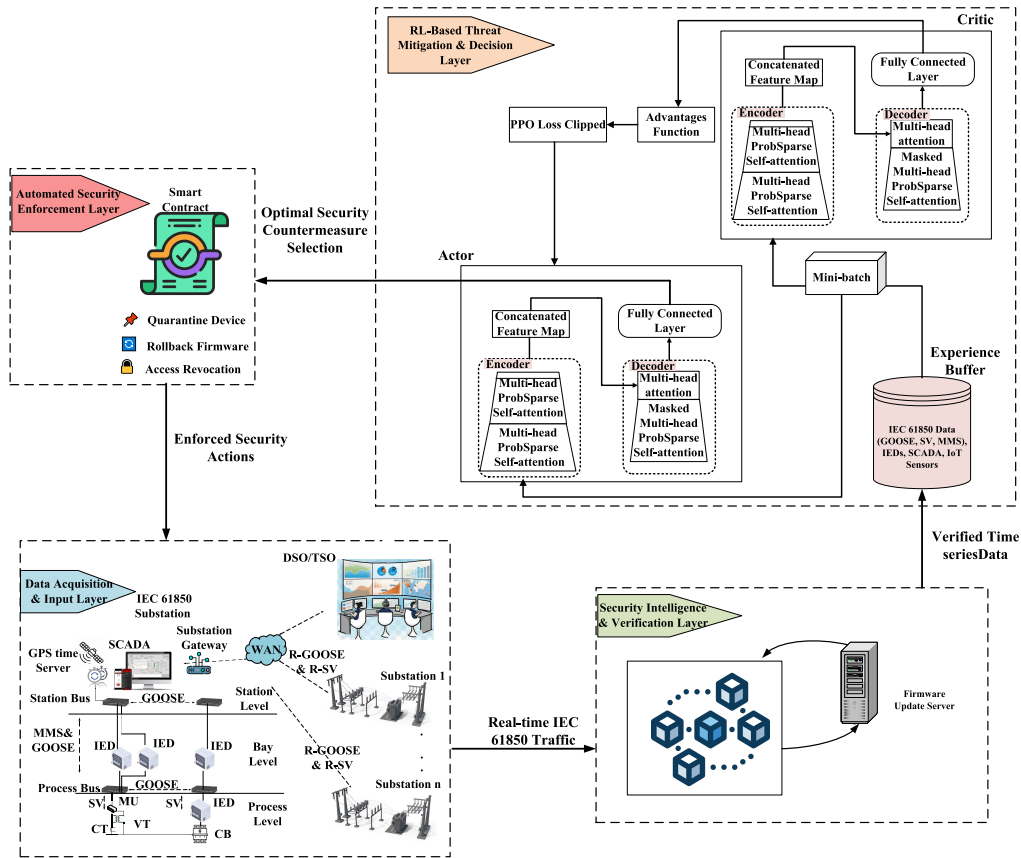 RL-Based Threat
Mitigation & Decision
Layer
Critic
Concatenated
Feature Map
Fully Connected
Layer
Encoder
Multi-head
ProbSparse
Self-attention
Multi-head
ProbSparse
Self-attention
Decoder
Multi-head
attention
Masked
Multi-head
ProbSparse
Self-attention
PPO Loss Clipped
Advantages
Function
Automated Security
Enforcement Layer
Smart
Contract
Quarantine Device
Rollback Firmware
Access Revocation
Optimal Security
Countermeasure
Selection
Actor
Concatenated
Feature Map
Fully Connected
Layer
Encoder
Multi-head
ProbSparse
Self-attention
Multi-head
ProbSparse
Self-attention
Decoder
Multi-head
attention
Masked
Multi-head
ProbSparse
Self-attention
Mini-batch
Experience
Buffer
IEC 61850 Data
(GOOSE, SV, MMS),
IEDs, SCADA, IoT
Sensors
Enforced Security
Actions
Verified Time
seriesData
Data Acquisition
& Input Layer
IEC 61850
Substation
DSO/TSO
GPS time
Server
SCADA
Substation
Gateway
WAN
R-GOOSE
& R-SV
Substation 1
Station Bus
GOOSE
Station
Level
MMS&
GOOSE
IED
IED
IED
Bay
Level
R-GOOSE
& R-SV
Process Bus
GOOSE
Substation n
SV
MU
SV
IED
Process
Level
CT
VT
CB
Real-time IEC
61850 Traffic
Security Intelligence
& Verification Layer
Firmware
Update Server